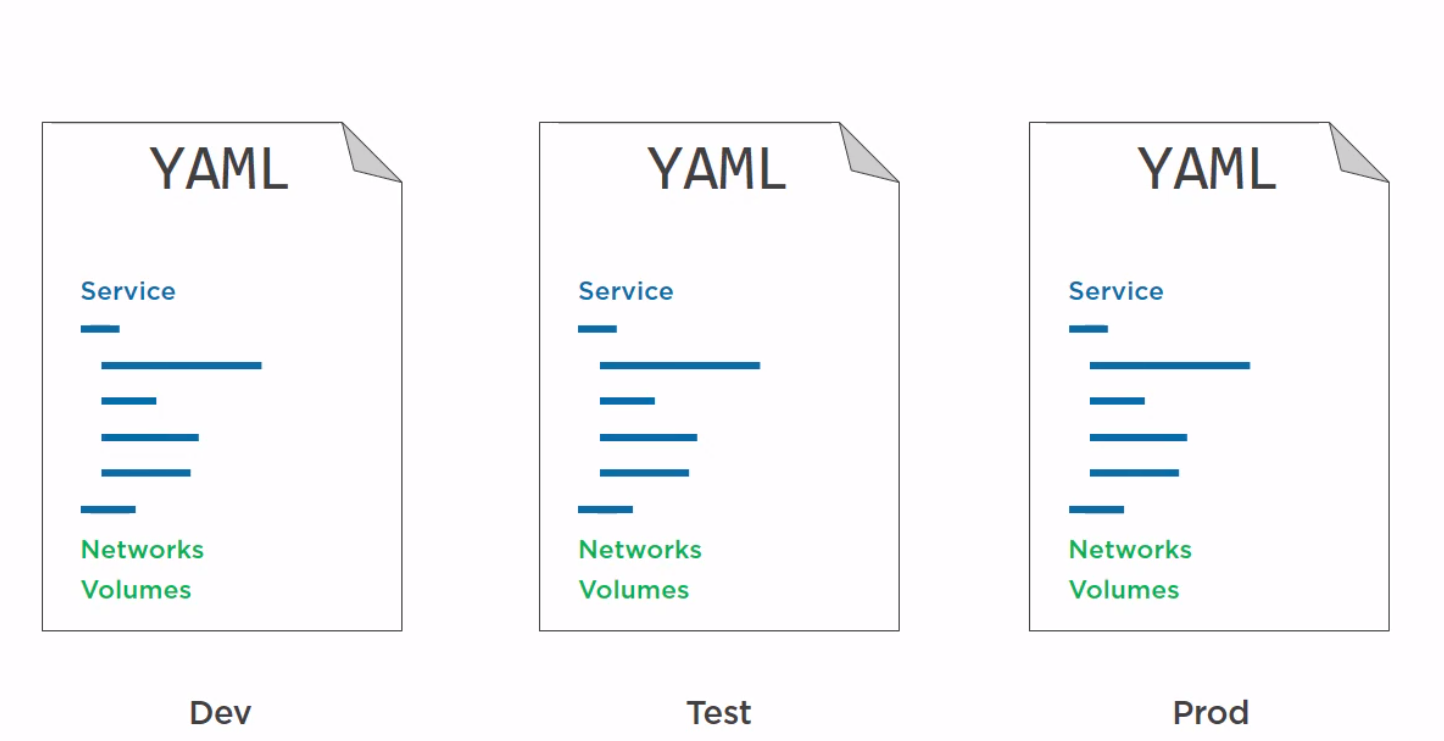 YAML
Service
Networks
Volumes
Dev
YAML
Service
Networks
Volumes
Test
YAML
Service
Networks
Volumes
Prod